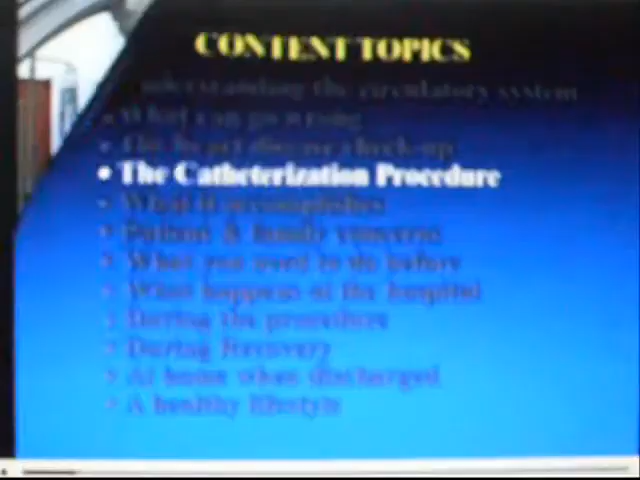 CONTENT TOPICS
Understanding the circulatory system
• What can go wrong
• The heart disease check-up
• The Catheterization Procedure
• What it accomplishes
• Patient & family concerns
• What you need to do before
• What happens at the hospital
• During the procedure
• During Recovery
• At home when discharged
• A healthy lifestyle